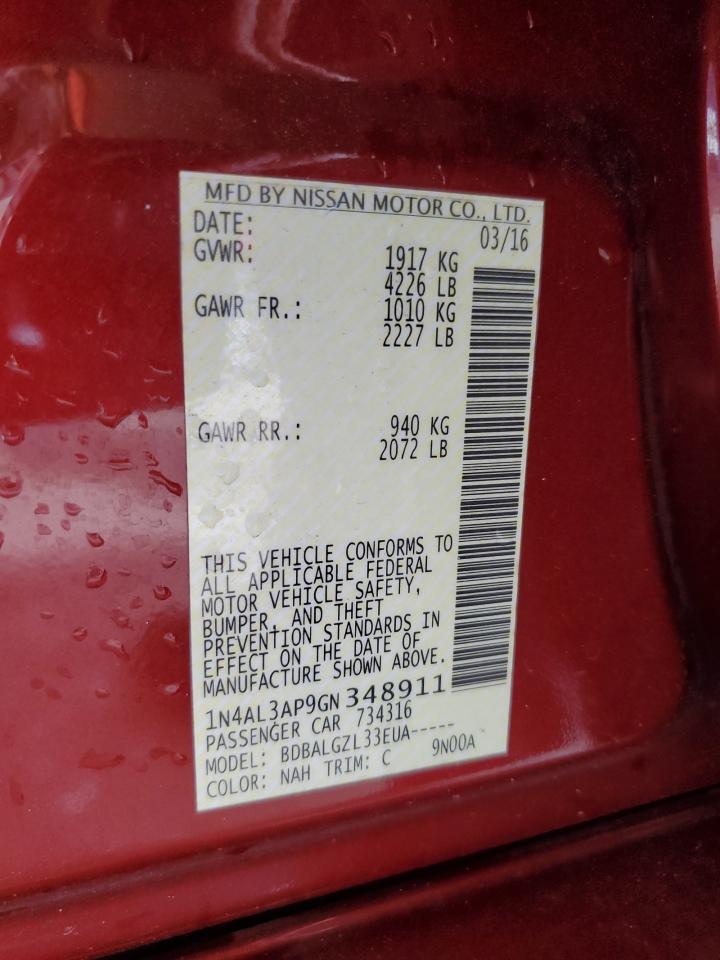 MFD BY NISSAN MOTOR CO., LTD.
DATE: 03/16
GVWR: 1917 KG
4226 LB
GAWR FR.: 1010 KG
2227 LB
GAWR RR.: 940 KG
2072 LB
THIS VEHICLE CONFORMS TO
ALL APPLICABLE FEDERAL
MOTOR VEHICLE SAFETY,
BUMPER, AND THEFT
PREVENTION STANDARDS IN
EFFECT ON THE DATE OF
MANUFACTURE SHOWN ABOVE.
1N4AL3AP9GN348911
PASSENGER CAR 734316
MODEL: BDBALGZL33EUA-----
COLOR: NAH TRIM: C 9N00A